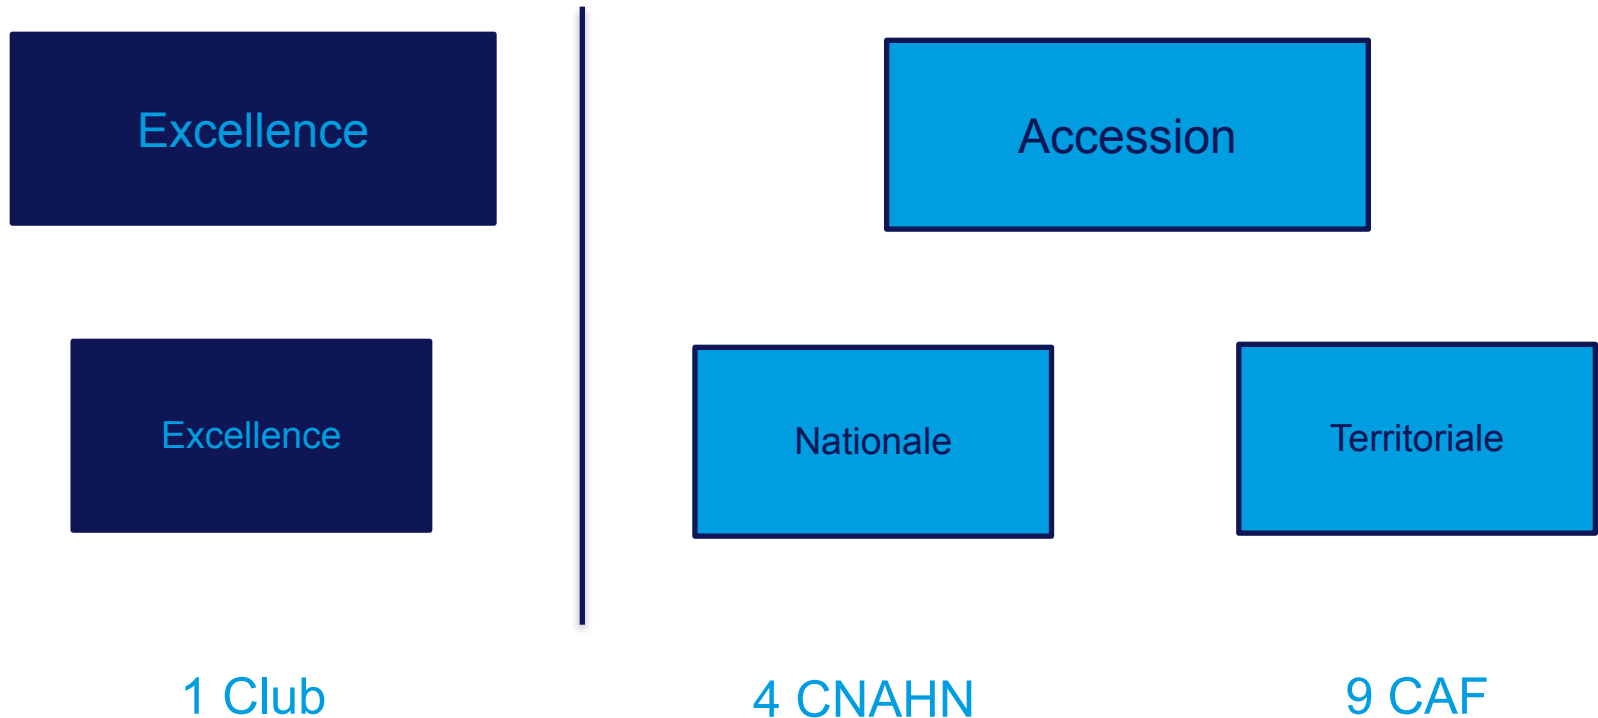 Excellence
Accession
Excellence
Nationale
Territoriale
1 Club
4 CNAHN
9 CAF